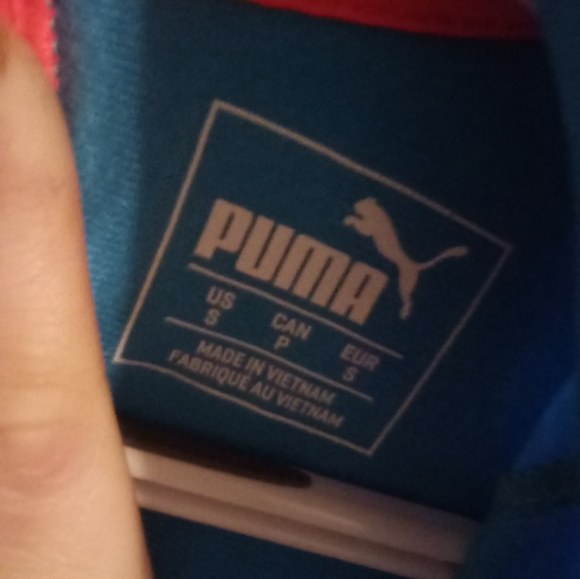 PUMA
US CAN EUR
S P S
MADE IN VIETNAM
FABRIQUÉ AU VIETNAM